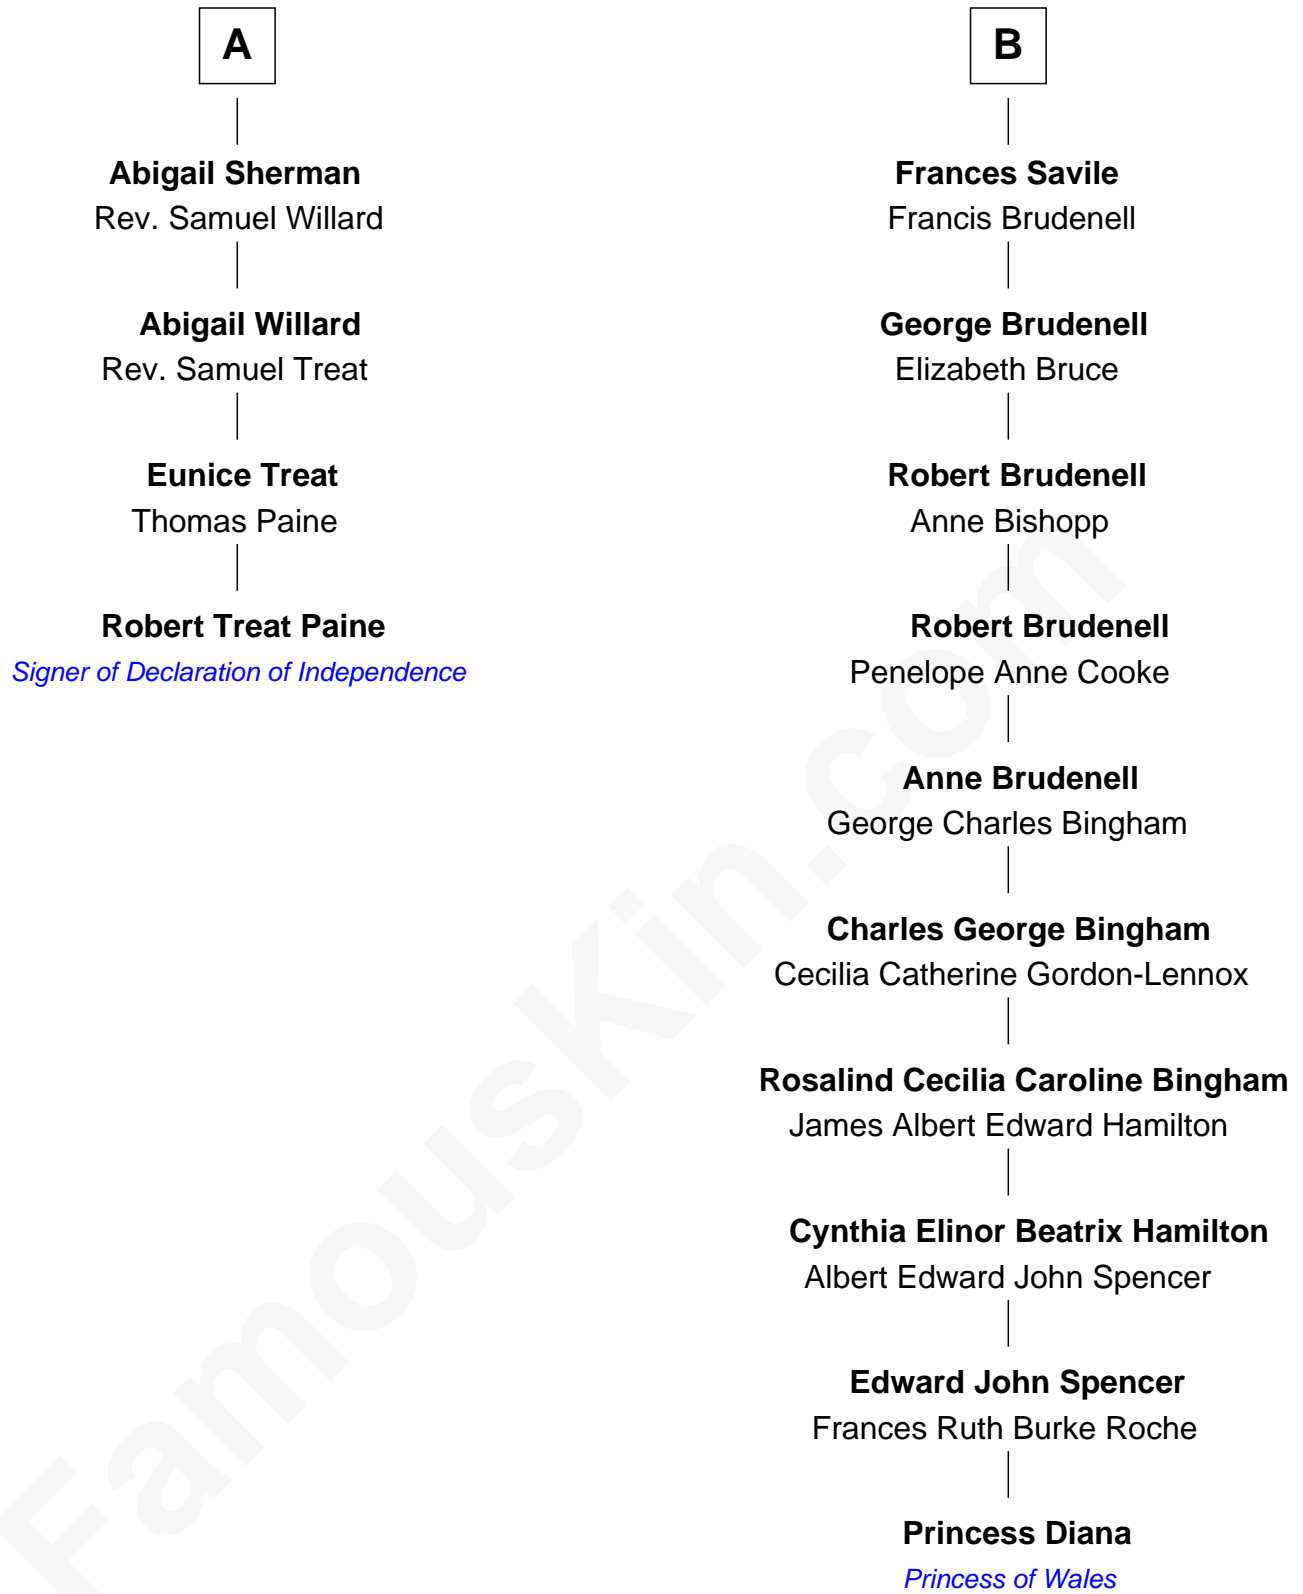 A
Abigail Sherman
Rev. Samuel Willard
Abigail Willard
Rev. Samuel Treat
Eunice Treat
Thomas Paine
Robert Treat Paine
Signer of Declaration of Independence
B
Frances Savile
Francis Brudenell
George Brudenell
Elizabeth Bruce
Robert Brudenell
Anne Bishopp
Robert Brudenell
Penelope Anne Cooke
Anne Brudenell
George Charles Bingham
Charles George Bingham
Cecilia Catherine Gordon-Lennox
Rosalind Cecilia Caroline Bingham
James Albert Edward Hamilton
Cynthia Elinor Beatrix Hamilton
Albert Edward John Spencer
Edward John Spencer
Frances Ruth Burke Roche
Princess Diana
Princess of Wales
FamousKin.com